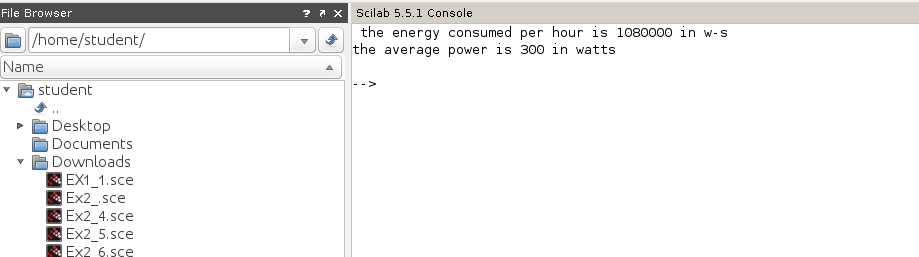 File Browser
/home/student/
Name
student
..
Desktop
Documents
Downloads
EX1_1.sce
Ex2_.sce
Ex2_4.sce
Ex2_5.sce
Ex2_6.sce
Scilab 5.5.1 Console
the energy consumed per hour is 1080000 in w-s
the average power is 300 in watts
-->